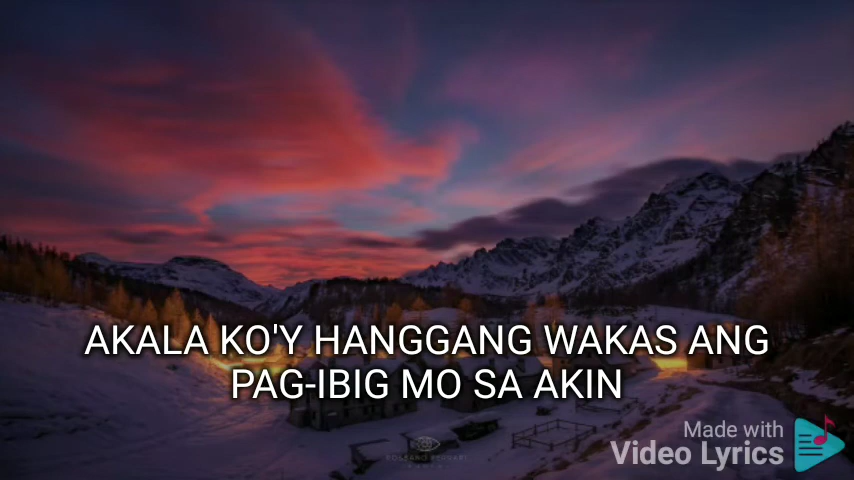 AKALA KO'Y HANGGANG WAKAS ANG
PAG-IBIG MO SA AKIN
Made with
Video Lyrics